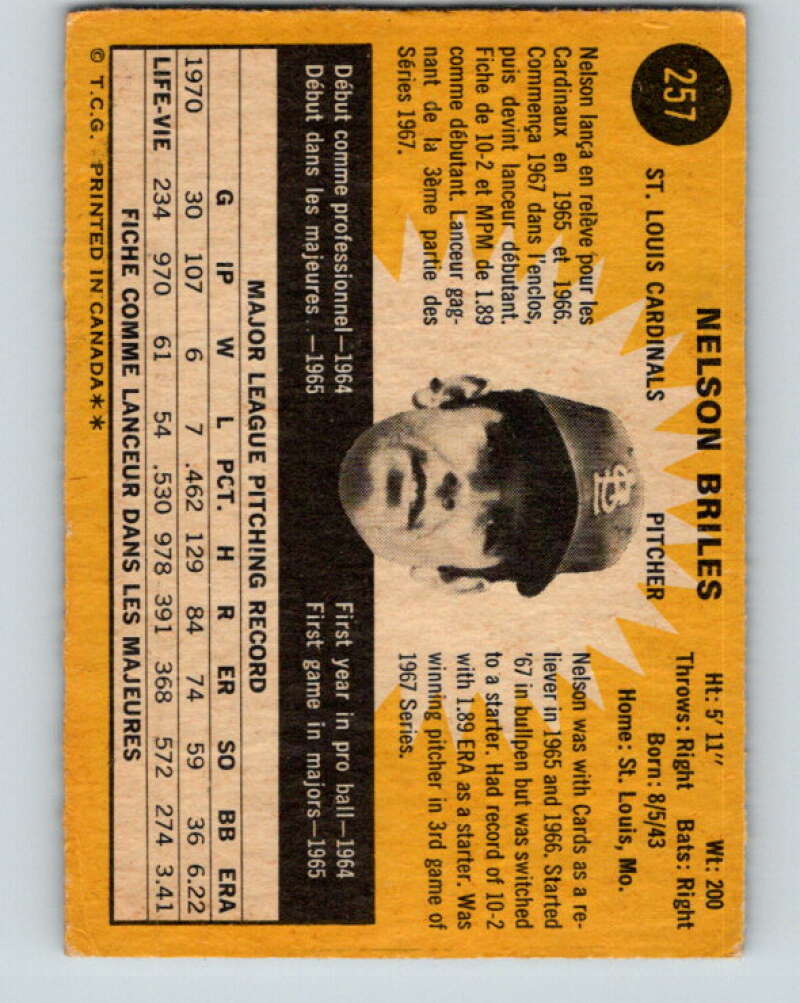 257
NELSON BRILES
ST. LOUIS CARDINALS
PITCHER
Ht: 5' 11" Wt: 200
Throws: Right Bats: Right
Born: 8/5/43
Home: St. Louis, Mo.
Nelson lança en relève pour les
Cardinaux en 1965 et 1966.
Commença 1967 dans l'enclos,
puis devint lanceur débutant.
Fiche de 10-2 et MPM de 1.89
comme débutant. Lanceur gag-
nant de la 3ème partie des
Séries 1967.
StL
Nelson was with Cards as a re-
liever in 1965 and 1966. Started
'67 in bullpen but was switched
to a starter. Had record of 10-2
with 1.89 ERA as a starter. Was
winning pitcher in 3rd game of
1967 Series.
Début comme professionnel—1964
Début dans les majeures.—1965
First year in pro ball—1964
First game in majors—1965
MAJOR LEAGUE PITCHING RECORD
G IP W L PCT. H R ER SO BB ERA
1970 30 107 6 7 .462 129 84 74 59 36 6.22
LIFE-VIE 234 970 61 54 .530 978 391 368 572 274 3.41
FICHE COMME LANCEUR DANS LES MAJEURES
© T.C.G. PRINTED IN CANADA**